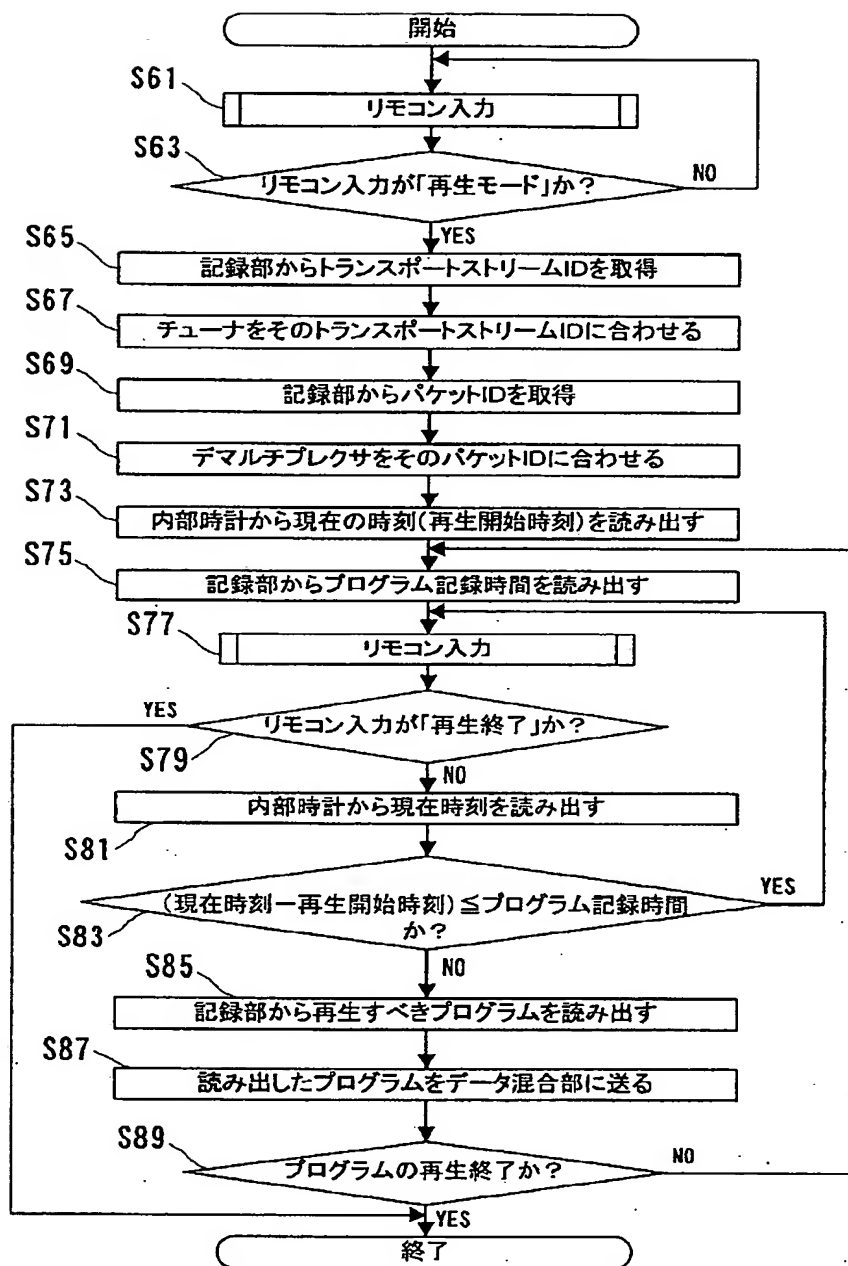 開始
S61
リモコン入力
S63
リモコン入力が「再生モード」か?
NO
YES
S65
記録部からトランスポートストリームIDを取得
S67
チューナをそのトランスポートストリームIDに合わせる
S69
記録部からパケットIDを取得
S71
デマルチプレクサをそのパケットIDに合わせる
S73
内部時計から現在の時刻(再生開始時刻)を読み出す
S75
記録部からプログラム記録時間を読み出す
S77
リモコン入力
YES
リモコン入力が「再生終了」か?
S79
NO
内部時計から現在時刻を読み出す
S81
YES
(現在時刻ー再生開始時刻)≦プログラム記録時間
か?
S83
NO
S85
記録部から再生すべきプログラムを読み出す
S87
読み出したプログラムをデータ混合部に送る
S89
プログラムの再生終了か?
NO
YES
終了